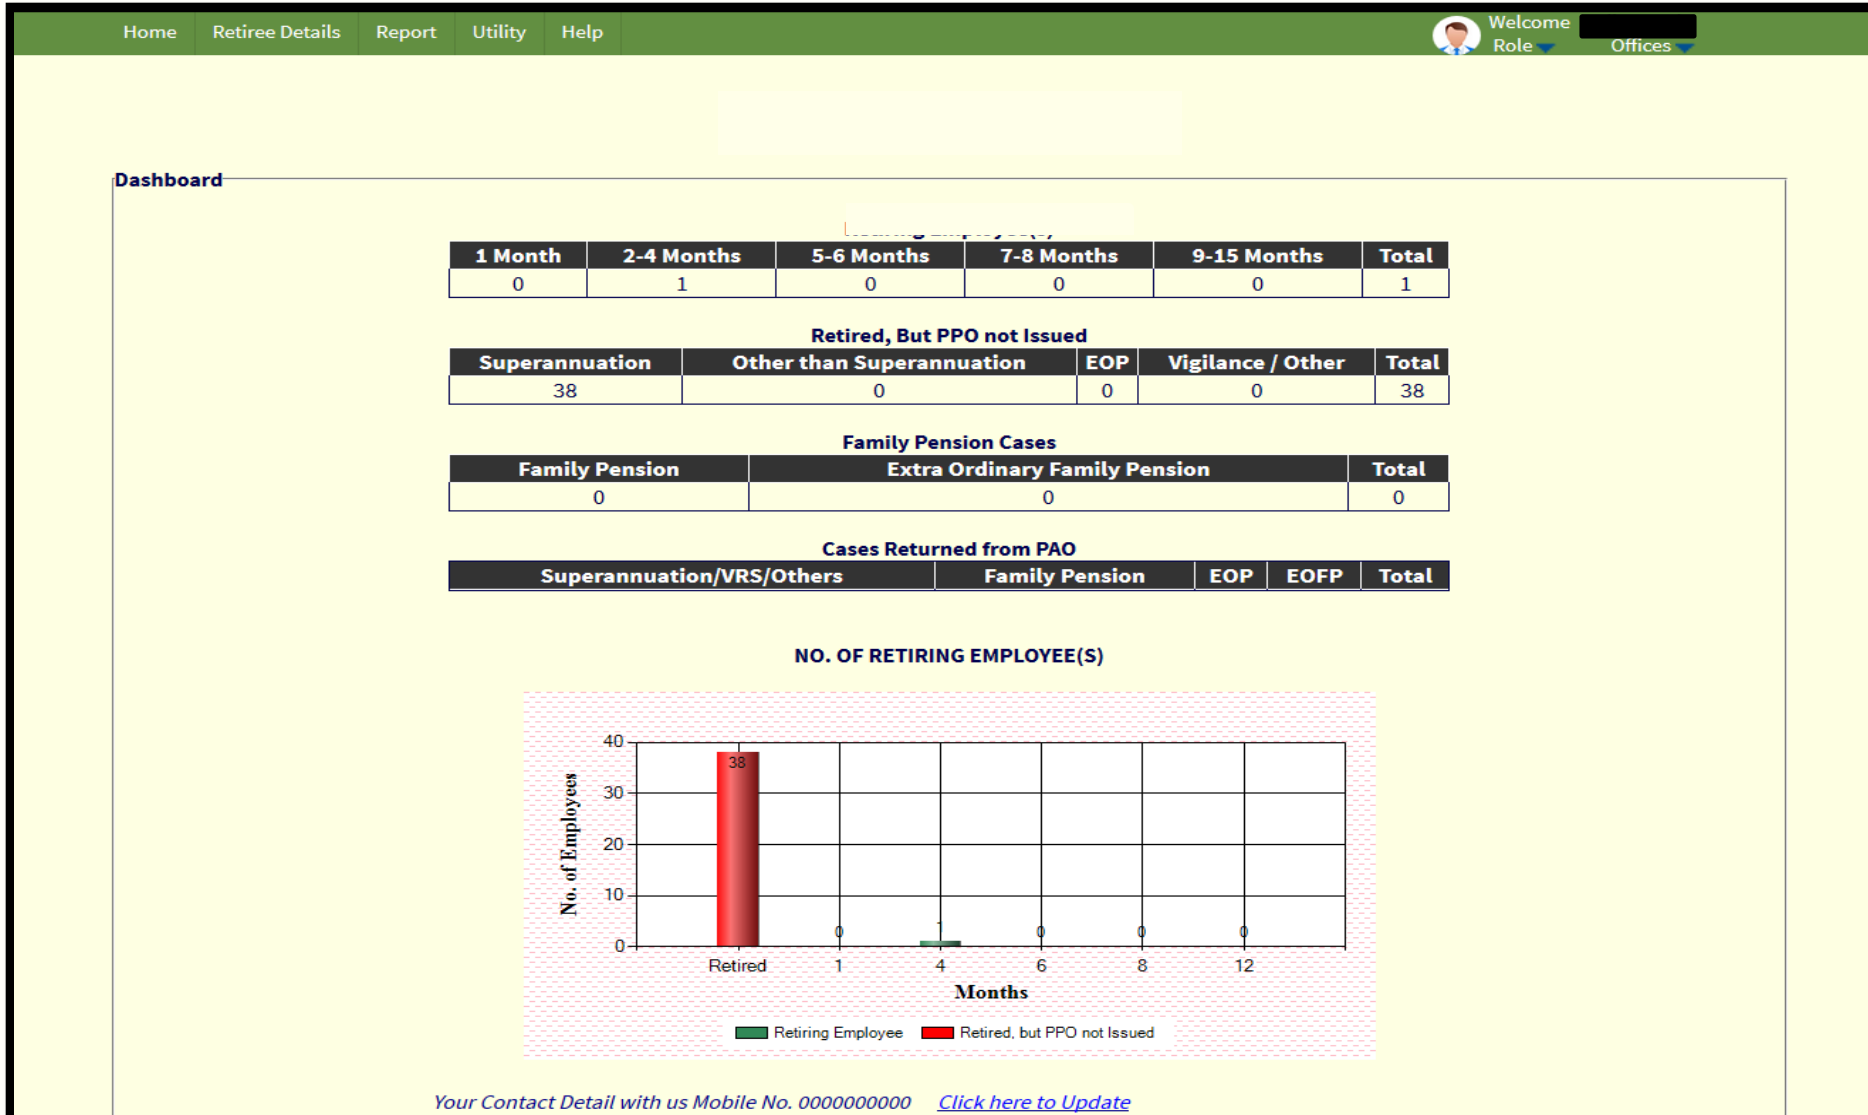 Home Retiree Details Report Utility Help Welcome
Role Offices
Dashboard
1 Month 2-4 Months 5-6 Months 7-8 Months 9-15 Months Total
0 1 0 0 0 1
Retired, But PPO not Issued
Superannuation Other than Superannuation EOP Vigilance / Other Total
38 0 0 0 38
Family Pension Cases
Family Pension Extra Ordinary Family Pension Total
0 0 0
Cases Returned from PAO
Superannuation/VRS/Others Family Pension EOP EOFP Total
NO. OF RETIRING EMPLOYEE(S)
No. of Employees
40
38
30
20
10
0 1 0 0 0
0
Retired 1 4 6 8 12
Months
Retiring Employee Retired, but PPO not Issued
Your Contact Detail with us Mobile No. 0000000000 Click here to Update